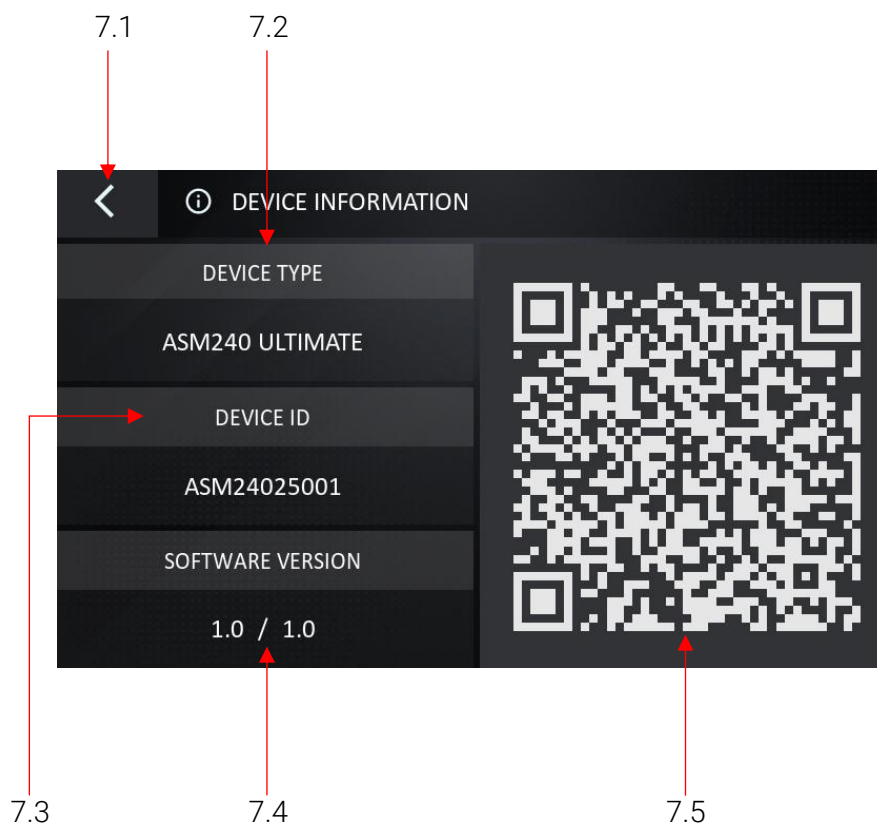 7.1 7.2
DEVICE INFORMATION
DEVICE TYPE
ASM240 ULTIMATE
DEVICE ID
ASM24025001
SOFTWARE VERSION
1.0 / 1.0
7.3 7.4 7.5